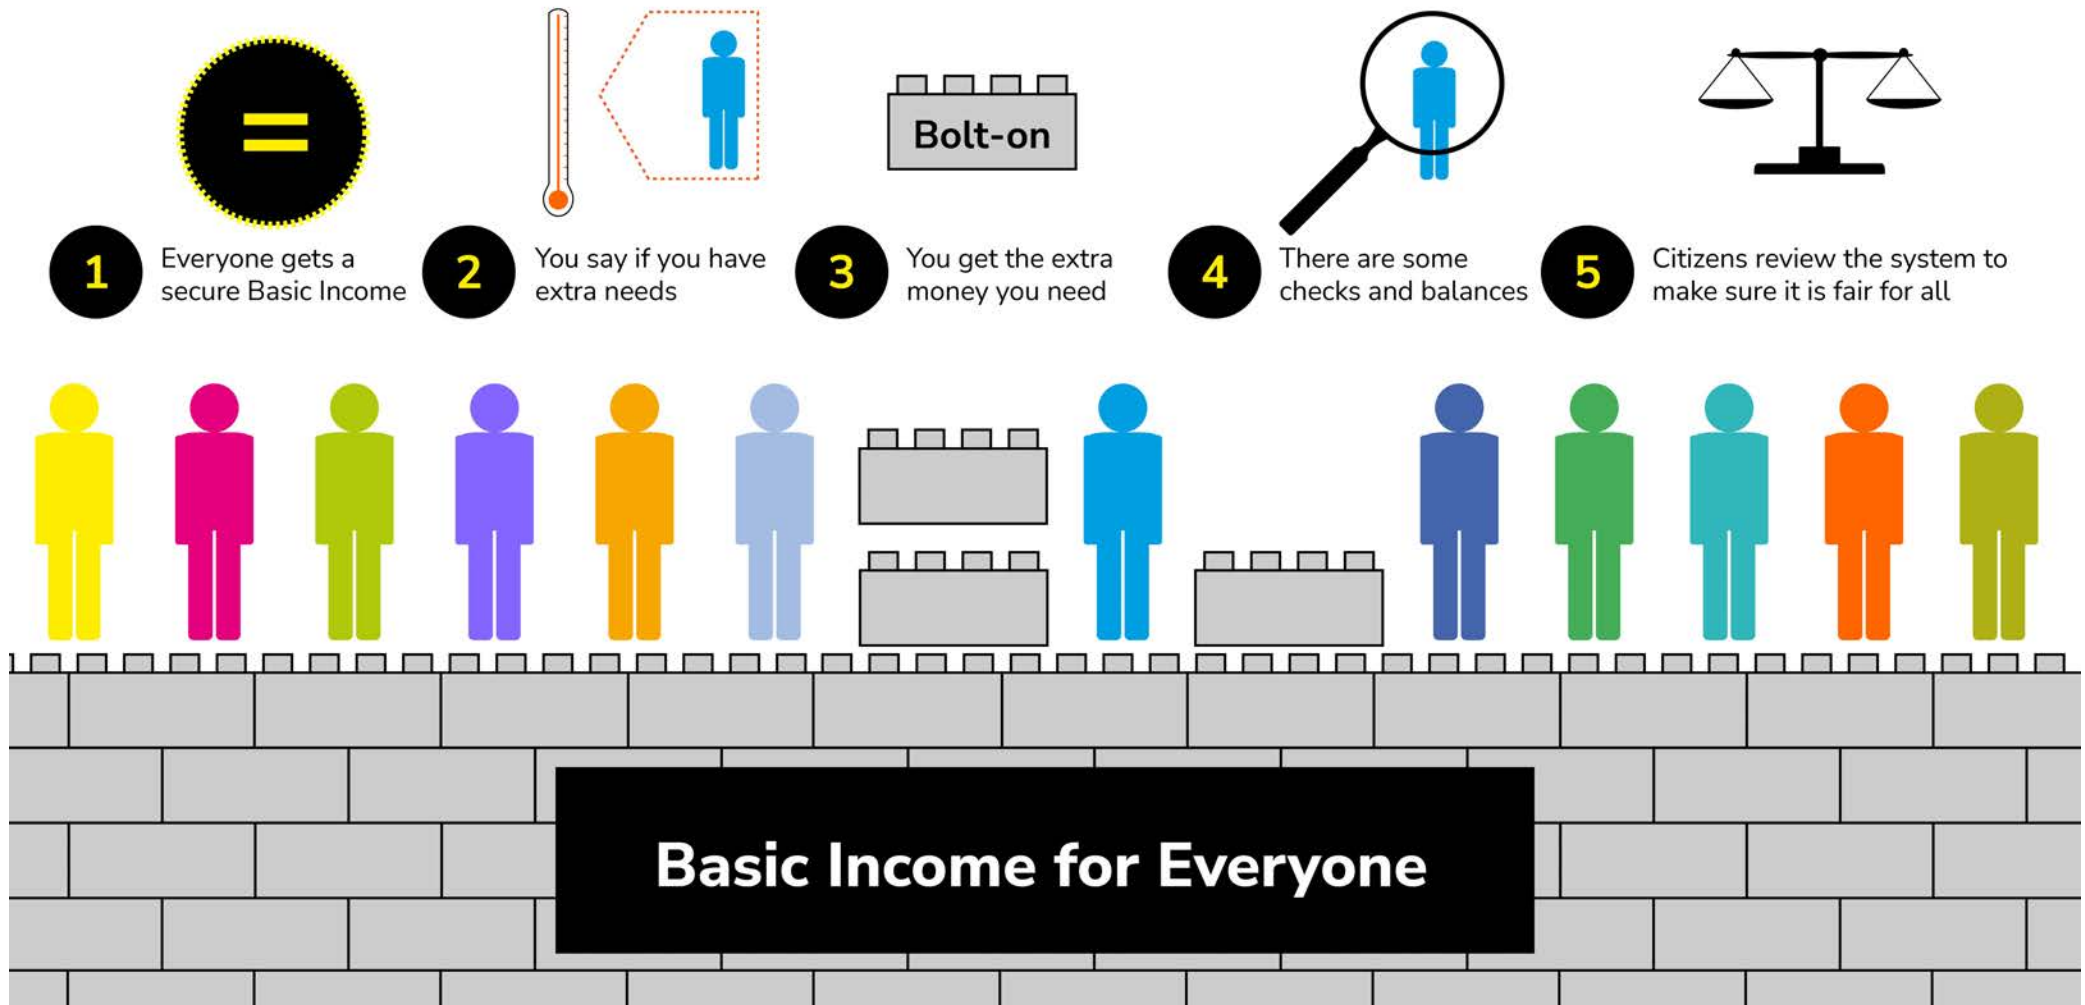 =
Bolt-on
1
Everyone gets a
secure Basic Income
2
You say if you have
extra needs
3
You get the extra
money you need
4
There are some
checks and balances
5
Citizens review the system to
make sure it is fair for all
Basic Income for Everyone